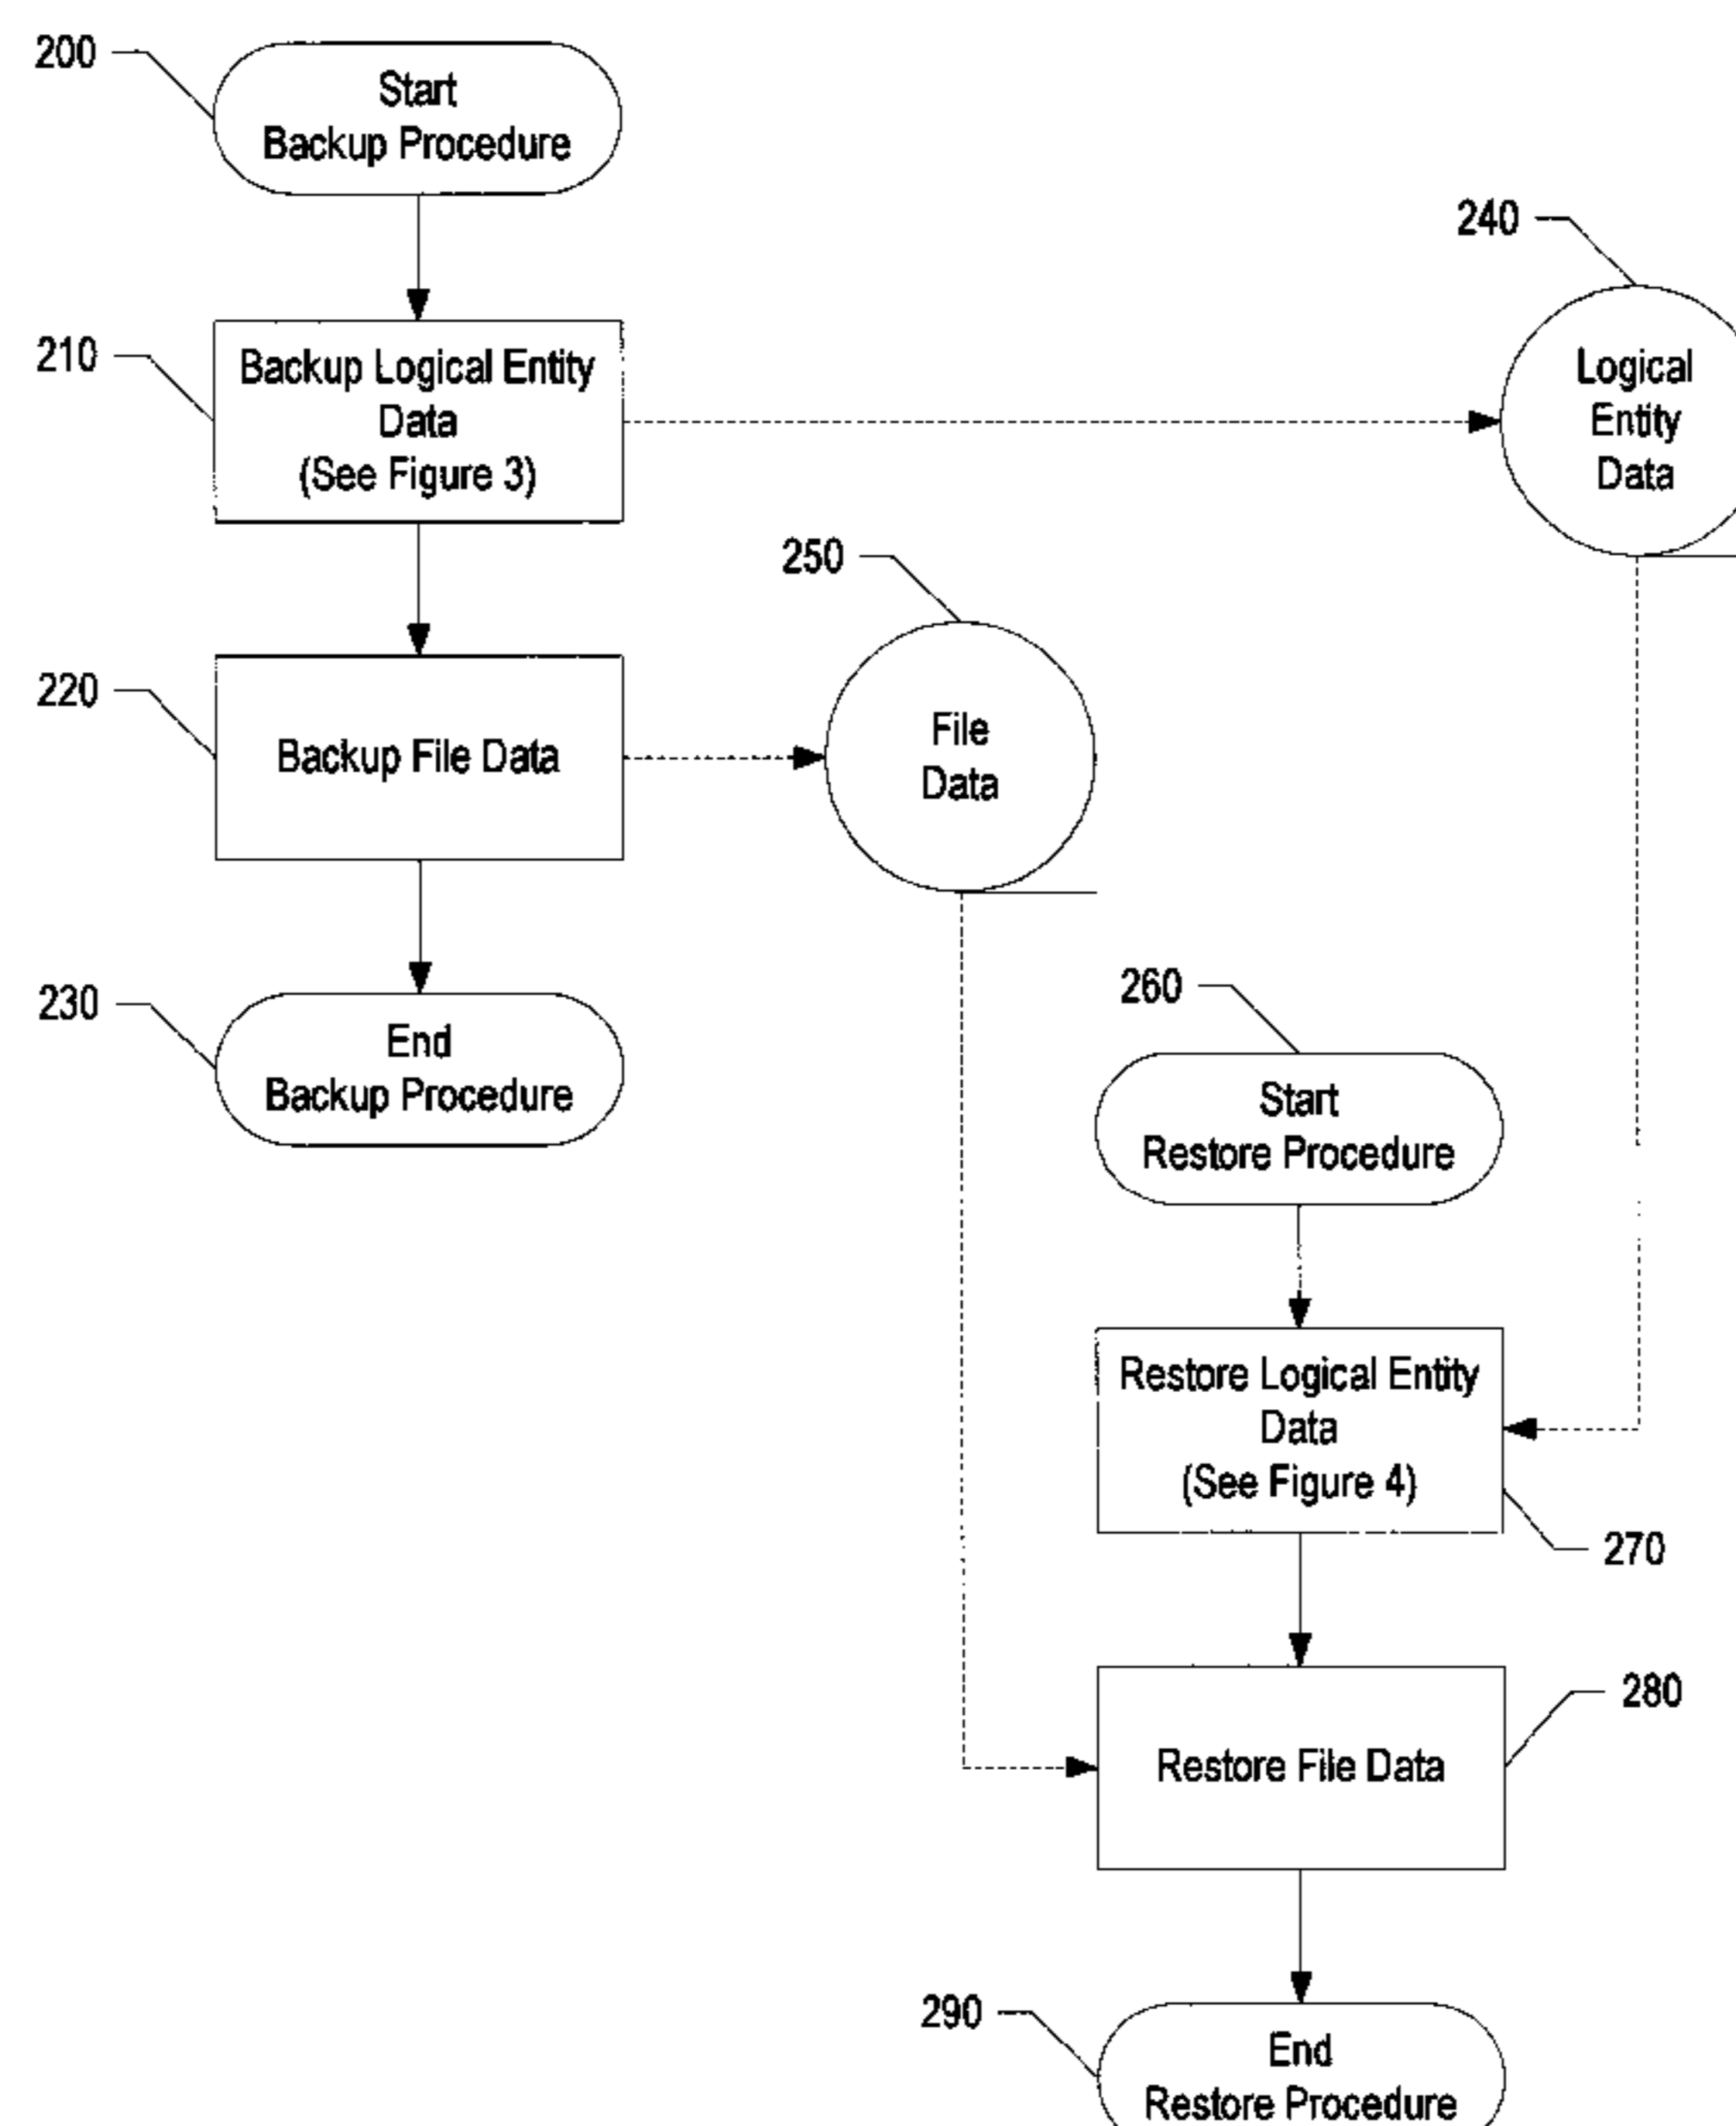 200
Start
Backup Procedure
240
210
Backup Logical Entity
Data
(See Figure 3)
Logical
Entity
Data
250
220
Backup File Data
File
Data
230
End
Backup Procedure
260
Start
Restore Procedure
Restore Logical Entity
Data
(See Figure 4)
270
280
Restore File Data
290
End
Restore Procedure